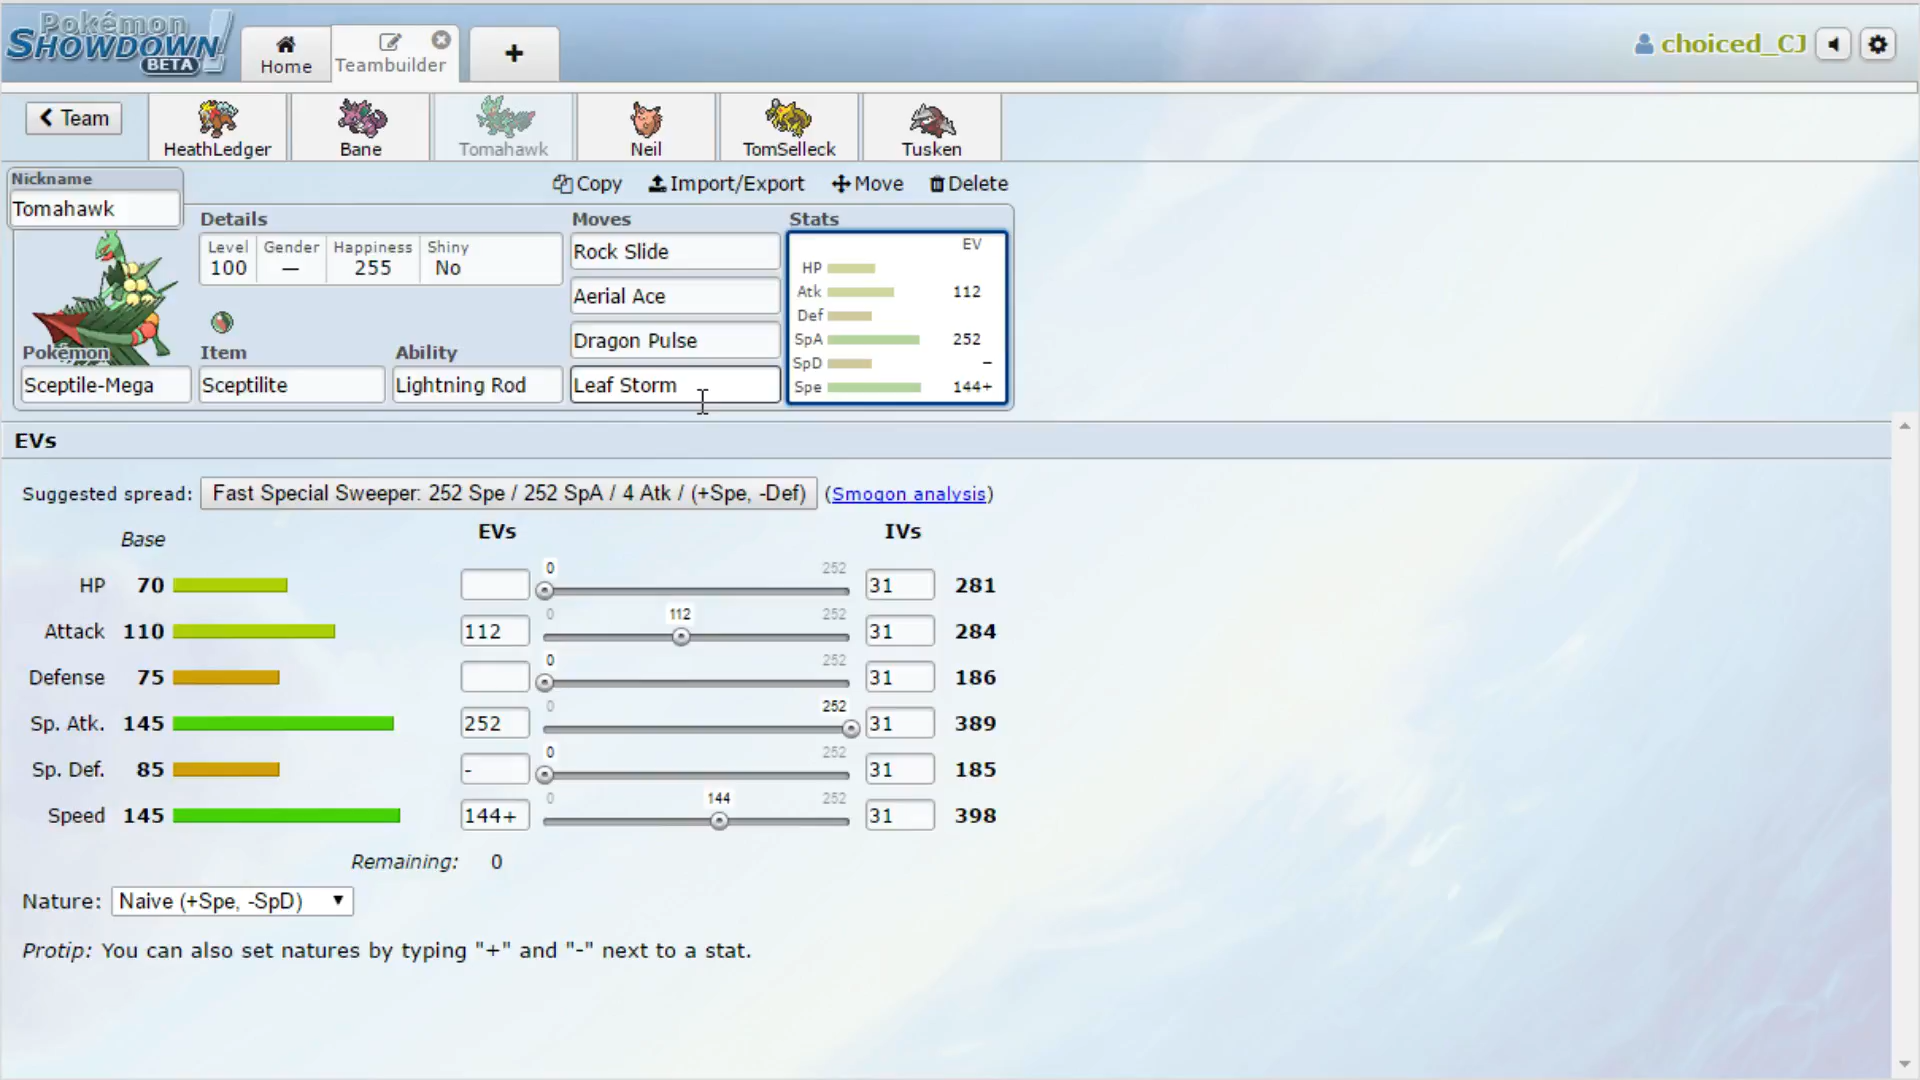 Pokémon
SHOWDOWN!
BETA
Home
Teambuilder
+
choiced_CJ
Team
HeathLedger
Bane
Tomahawk
Neil
TomSelleck
Tusken
Copy
Import/Export
Move
Delete
Nickname
Tomahawk
Details
Level
100
Gender
—
Happiness
255
Shiny
No
Pokémon
Sceptile-Mega
Item
Sceptilite
Ability
Lightning Rod
Moves
Rock Slide
Aerial Ace
Dragon Pulse
Leaf Storm
Stats
EV
HP
Atk 112
Def
SpA 252
SpD –
Spe 144+
EVs
Suggested spread: Fast Special Sweeper: 252 Spe / 252 SpA / 4 Atk / (+Spe, -Def) (Smogon analysis)
Base EVs IVs
0 252
HP 70 31 281
0 112 252
Attack 110 112 31 284
0 252
Defense 75 31 186
0 252
Sp. Atk. 145 252 31 389
0 252
Sp. Def. 85 - 31 185
0 144 252
Speed 145 144+ 31 398
Remaining: 0
Nature: Naive (+Spe, -SpD)
Protip: You can also set natures by typing "+" and "-" next to a stat.